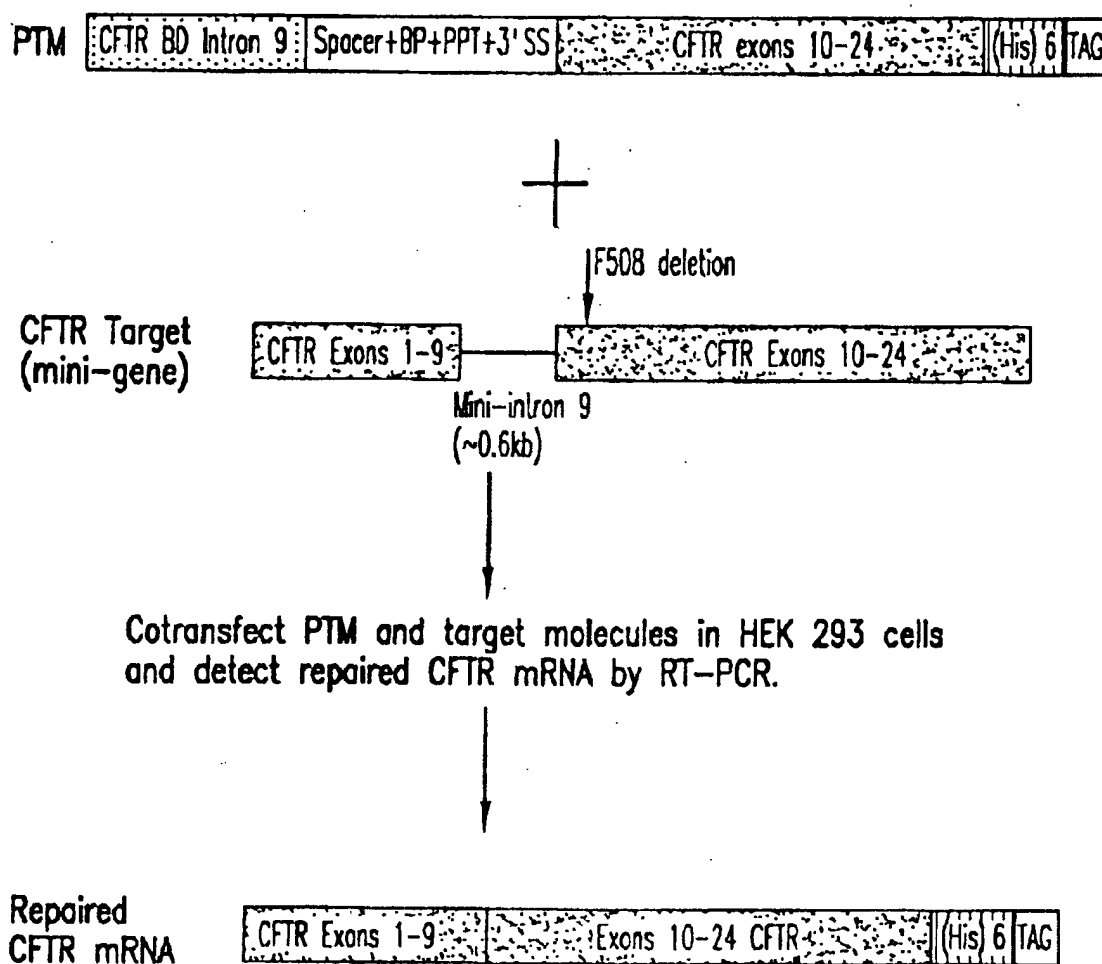 PTM CFTR BD Intron 9 Spacer+BP+PPT+3' SS CFTR exons 10-24 (His) 6 TAG
F508 deletion
CFTR Target
(mini-gene)
CFTR Exons 1-9 CFTR Exons 10-24
Mini-intron 9
(~0.6kb)
Cotransfect PTM and target molecules in HEK 293 cells
and detect repaired CFTR mRNA by RT-PCR.
Repaired
CFTR mRNA
CFTR Exons 1-9 Exons 10-24 CFTR (His) 6 TAG